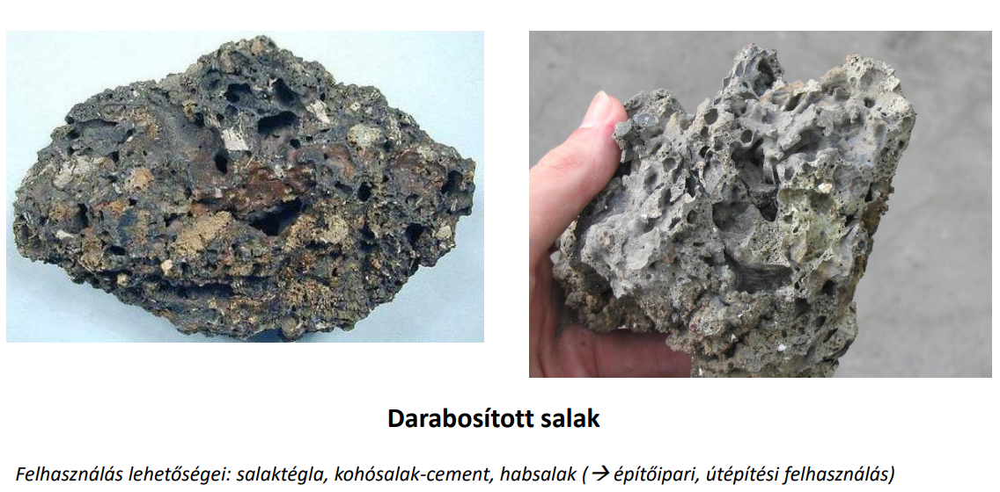 Darabosított salak
Felhasználás lehetőségei: salaktégla, kohósalak-cement, habsalak (→ építőipari, útépítési felhasználás)